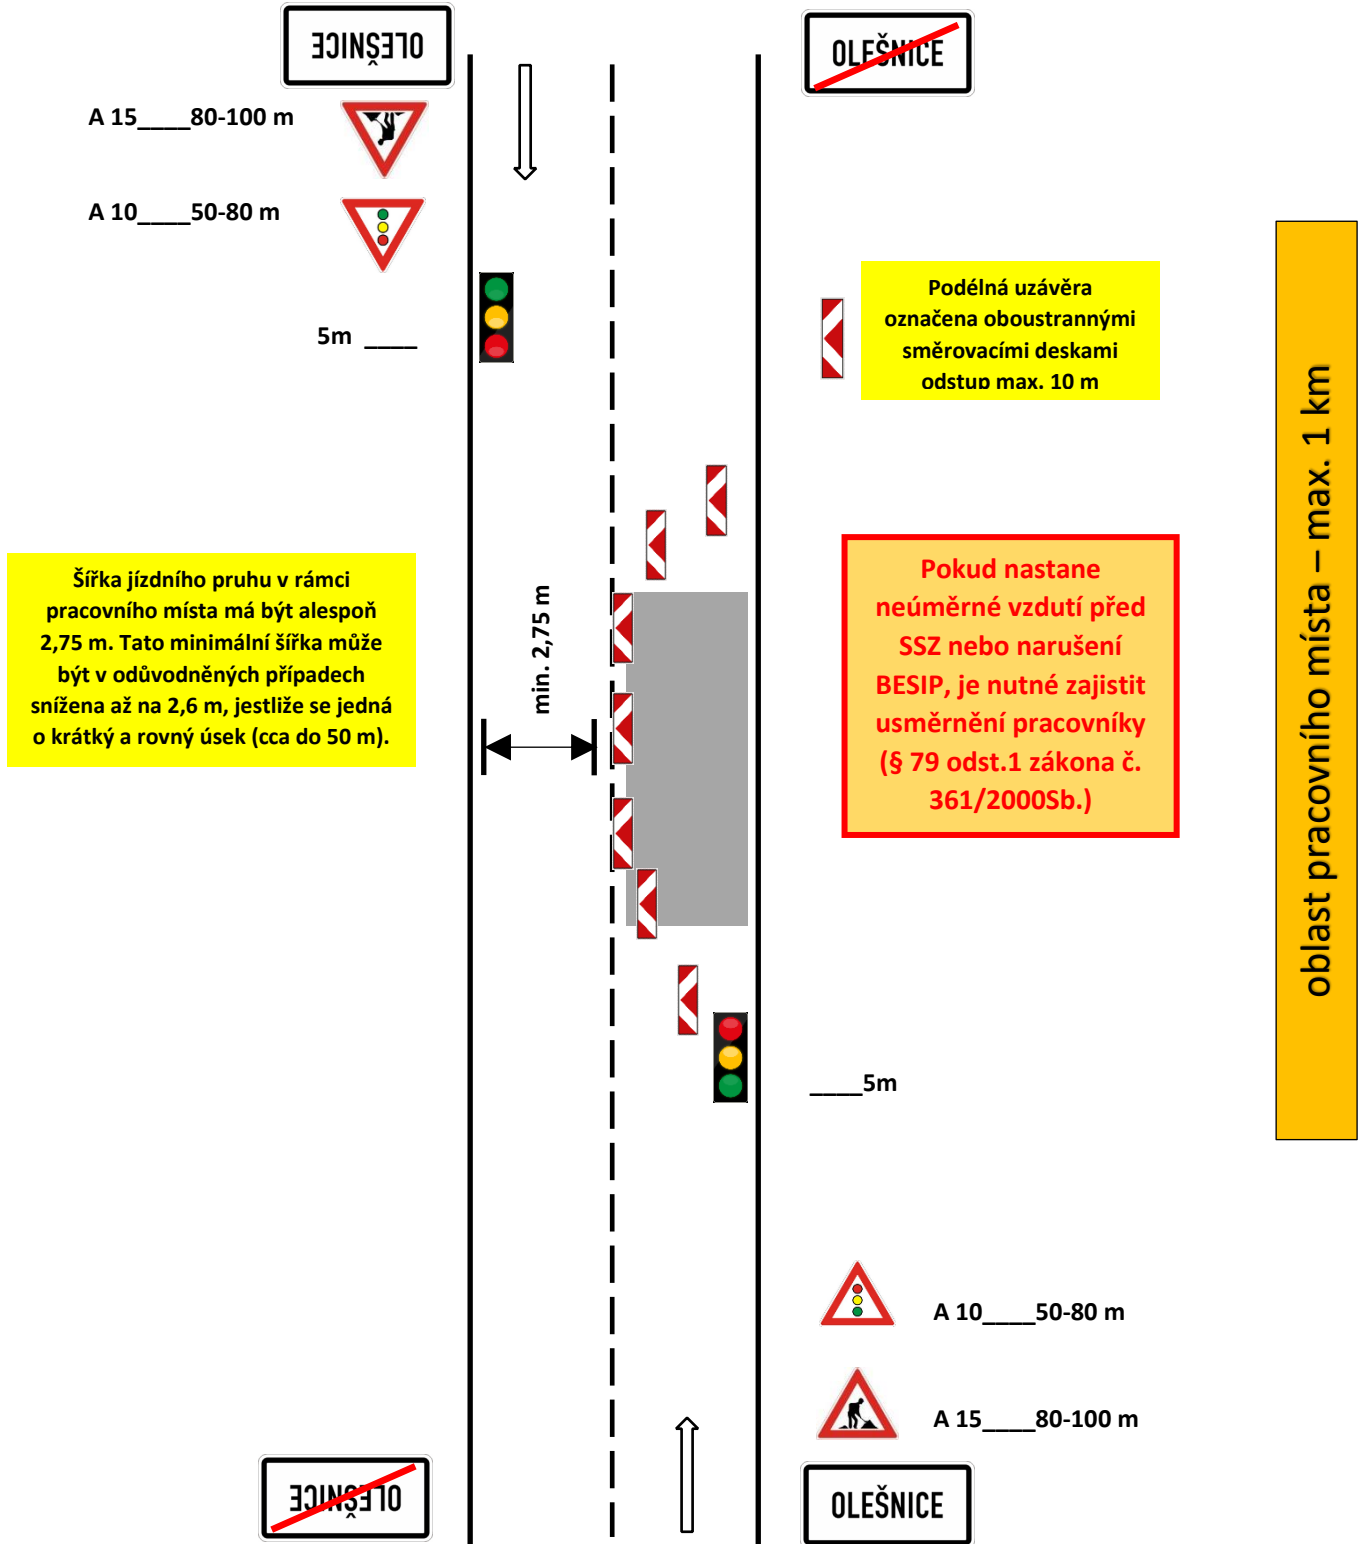 OLEŠNICE
OLEŠNICE
A 15____80-100 m
A 10____50-80 m
5m ____
Podélná uzávěra
označena oboustrannými
směrovacími deskami
odstup max. 10 m
oblast pracovního místa – max. 1 km
Šířka jízdního pruhu v rámci
pracovního místa má být alespoň
2,75 m. Tato minimální šířka může
být v odůvodněných případech
snížena až na 2,6 m, jestliže se jedná
o krátký a rovný úsek (cca do 50 m).
min. 2,75 m
Pokud nastane
neúměrné vzdutí před
SSZ nebo narušení
BESIP, je nutné zajistit
usměrnění pracovníky
(§ 79 odst.1 zákona č.
361/2000Sb.)
____5m
A 10____50-80 m
A 15____80-100 m
OLEŠNICE
OLEŠNICE